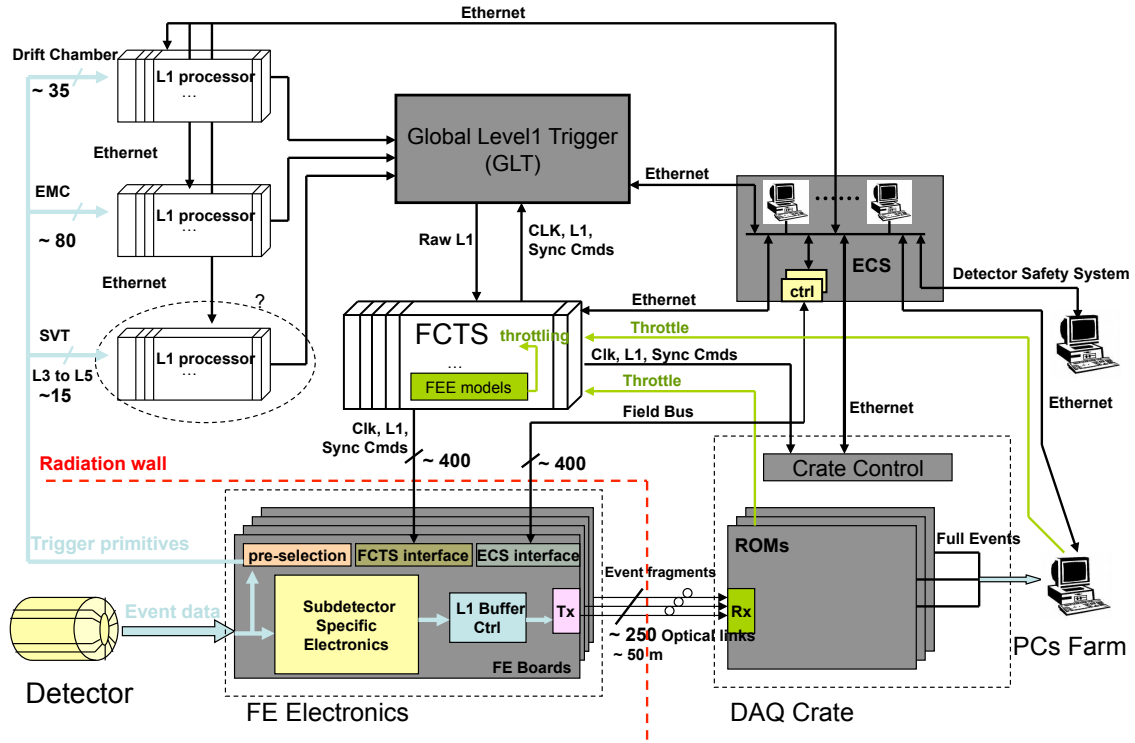 Ethernet
Drift Chamber
L1 processor
...
~ 35
Global Level1 Trigger
(GLT)
Ethernet
Ethernet
EMC
L1 processor
...
~ 80
Raw L1
CLK, L1,
Sync Cmds
ECS
ctrl
Detector Safety System
Ethernet
?
SVT
L1 processor
...
L3 to L5
~15
Ethernet
FCTS
throttling
...
FEE models
Throttle
Clk, L1, Sync Cmds
Throttle
Field Bus
Ethernet
Ethernet
Clk, L1,
Sync Cmds
~ 400
~ 400
Radiation wall
Crate Control
Trigger primitives
pre-selection
FCTS interface
ECS interface
ROMs
Full Events
Event fragments
Event data
Subdetector
Specific
Electronics
L1 Buffer
Ctrl
Tx
Rx
~ 250 Optical links
~ 50 m
FE Boards
PCs Farm
Detector
FE Electronics
DAQ Crate